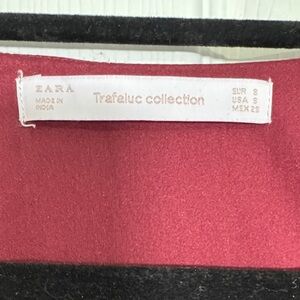 ZARA
MADE IN
INDIA
Trafaluc collection
EUR S
USA S
MEX 26